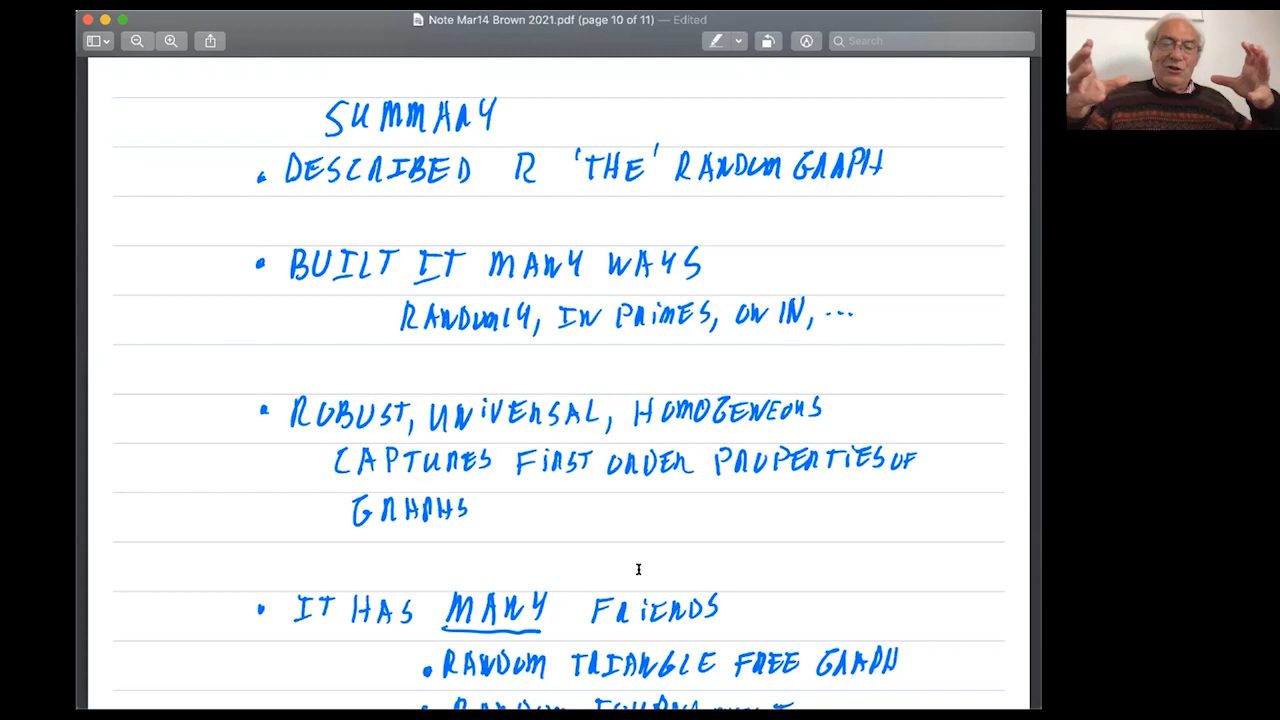 Note Mar14 Brown 2021.pdf (page 10 of 11) — Edited
Search
SUMMARY
• DESCRIBED R 'THE' RANDOM GRAPH
• BUILT IT MANY WAYS
RANDOMLY, IN PRIMES, ON IN, ...
• ROBUST, UNIVERSAL, HOMOGENEOUS
CAPTURES FIRST ORDER PROPERTIES OF
GRAPHS
• IT HAS MANY FRIENDS
• RANDOM TRIANGLE FREE GRAPH
• RANDOM